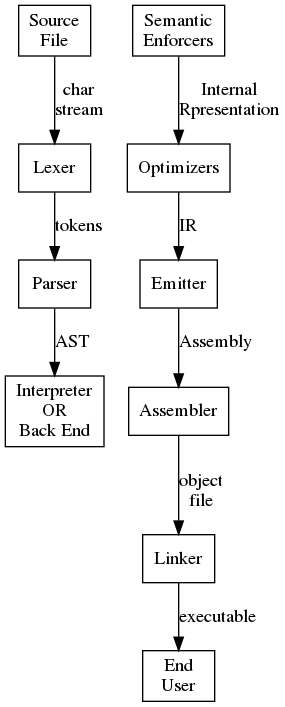 Source
File
char
stream
Lexer
tokens
Parser
AST
Interpreter
OR
Back End
Semantic
Enforcers
Internal
Rpresentation
Optimizers
IR
Emitter
Assembly
Assembler
object
file
Linker
executable
End
User